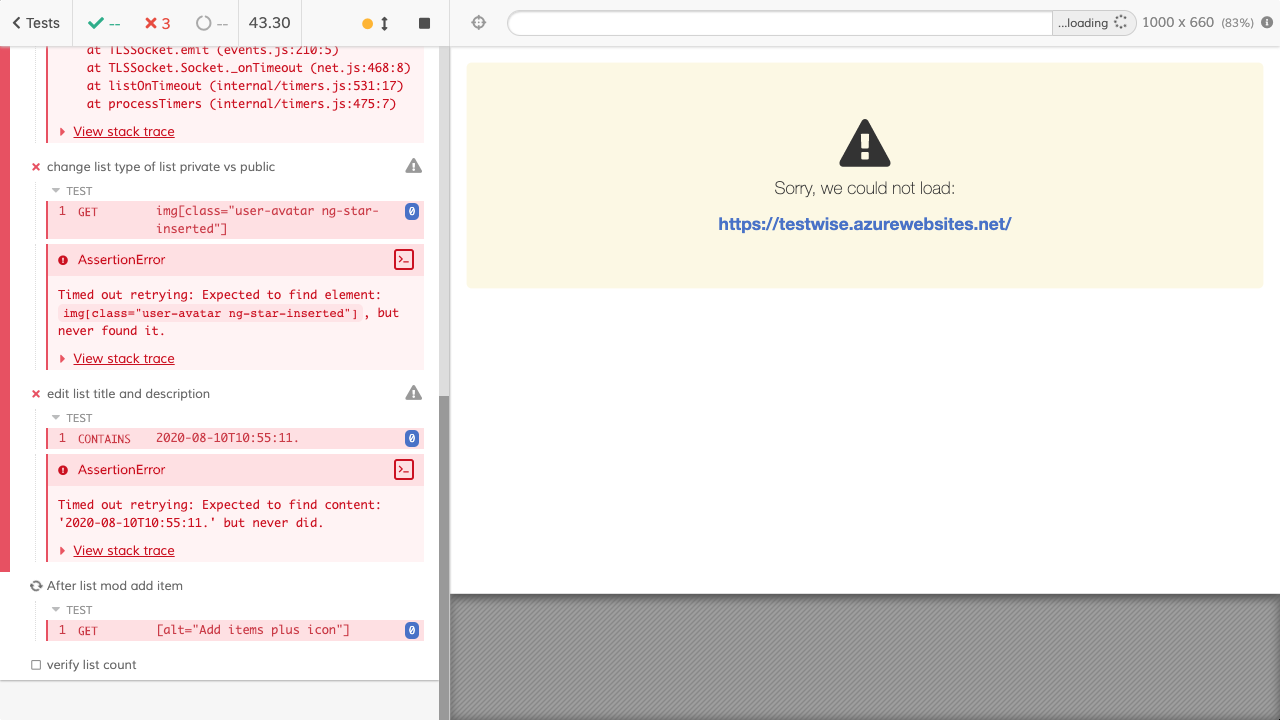 Tests -- 3 -- 43.30 ...loading 1000 x 660 (83%)
at TLSSocket.emit (events.js:210:5)
at TLSSocket.Socket._onTimeout (net.js:468:8)
at listOnTimeout (internal/timers.js:531:17)
at processTimers (internal/timers.js:475:7)
View stack trace
change list type of list private vs public
TEST
1 GET img[class="user-avatar ng-star-
inserted"] 0
AssertionError
Timed out retrying: Expected to find element:
img[class="user-avatar ng-star-inserted"], but
never found it.
View stack trace
edit list title and description
TEST
1 CONTAINS 2020-08-10T10:55:11. 0
AssertionError
Timed out retrying: Expected to find content:
'2020-08-10T10:55:11.' but never did.
View stack trace
After list mod add item
TEST
1 GET [alt="Add items plus icon"] 0
verify list count
Sorry, we could not load:
https://testwise.azurewebsites.net/